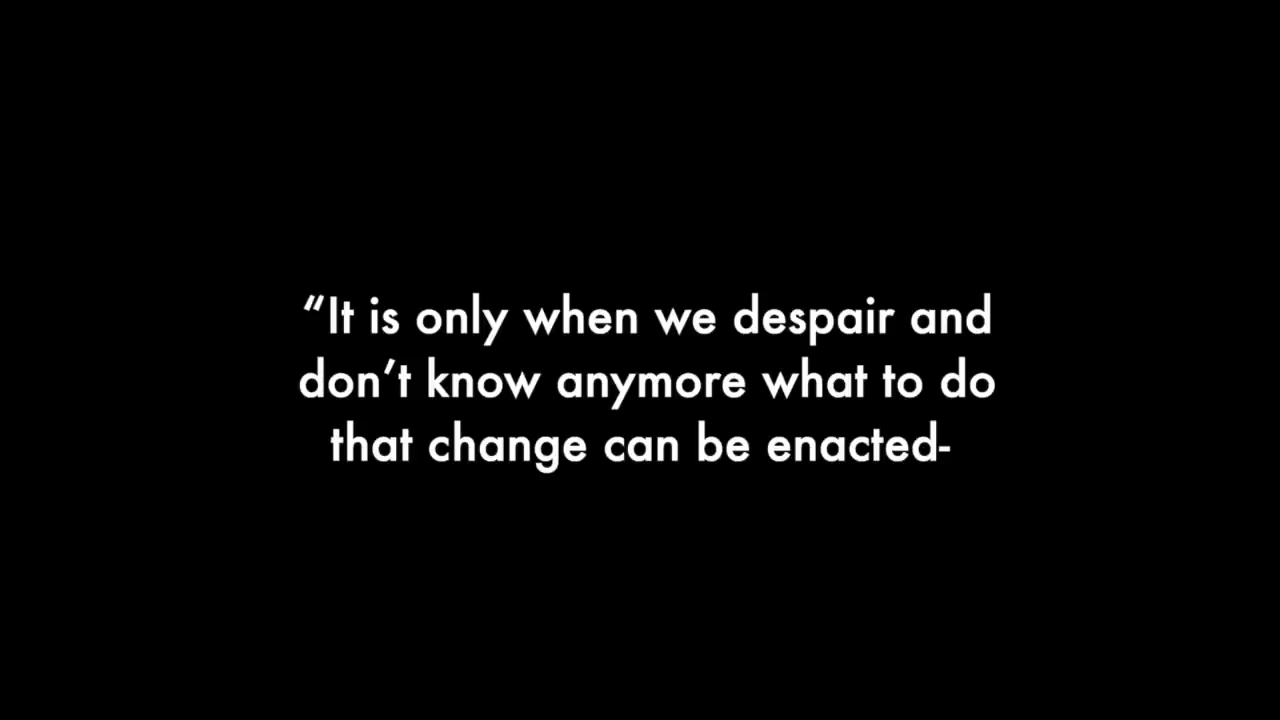 “It is only when we despair and
don’t know anymore what to do
that change can be enacted-